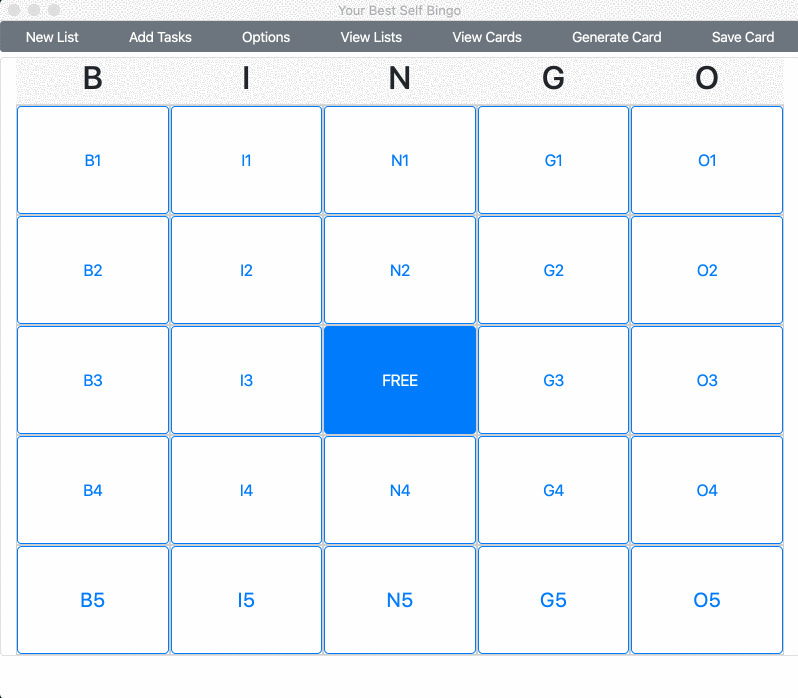 Your Best Self Bingo
New List Add Tasks Options View Lists View Cards Generate Card Save Card
B I N G O
B1 I1 N1 G1 O1
B2 I2 N2 G2 O2
B3 I3 FREE G3 O3
B4 I4 N4 G4 O4
B5 I5 N5 G5 O5